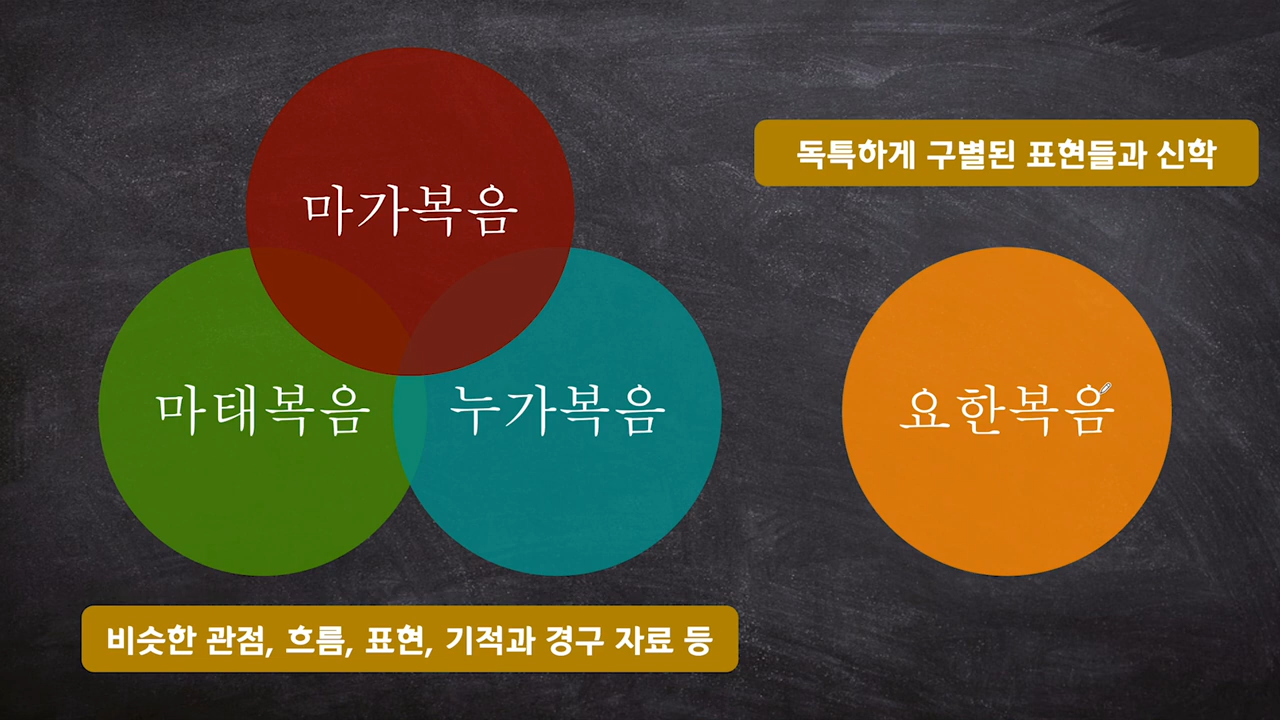 마가복음
독특하게 구별된 표현들과 신학
마태복음
누가복음
요한복음
비슷한 관점, 흐름, 표현, 기적과 경구 자료 등